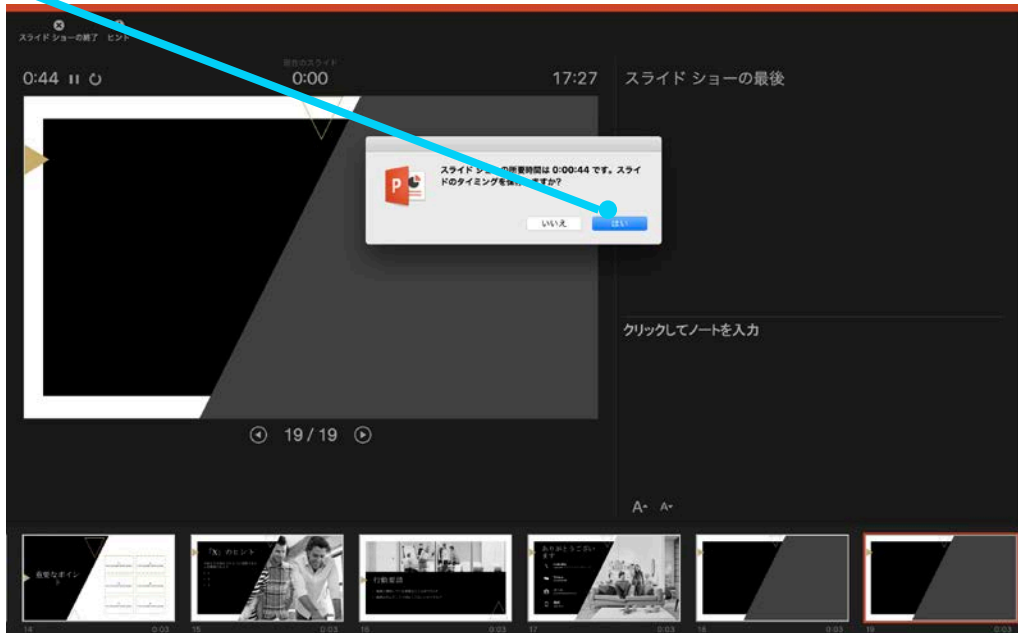 スライド ショーの終了 ヒント
現在のスライド
0:44 0:00 17:27 スライド ショーの最後
スライド ショーの所要時間は 0:00:44 です。スライ
ドのタイミングを保存しますか?
いいえ はい
クリックしてノートを入力
19 / 19
A A
重要なポイン
ト
「X」のヒント
行動要請
ありがとうござい
ます
14 0:03 15 0:03 16 0:03 17 0:03 18 0:03 19 0:03